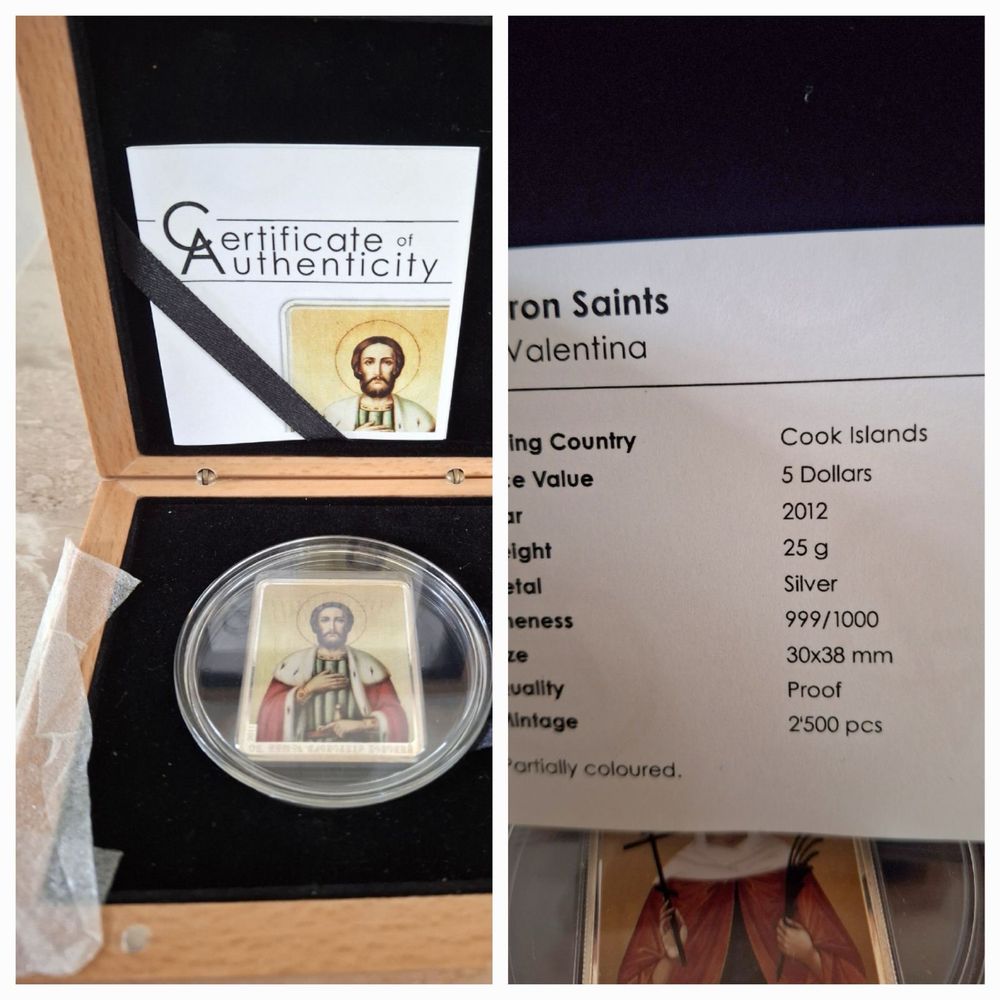 Certificate of
Authenticity
ron Saints
Valentina
ing Country Cook Islands
ce Value 5 Dollars
ar 2012
eight 25 g
etal Silver
neness 999/1000
ze 30x38 mm
uality Proof
Mintage 2'500 pcs
Partially coloured.